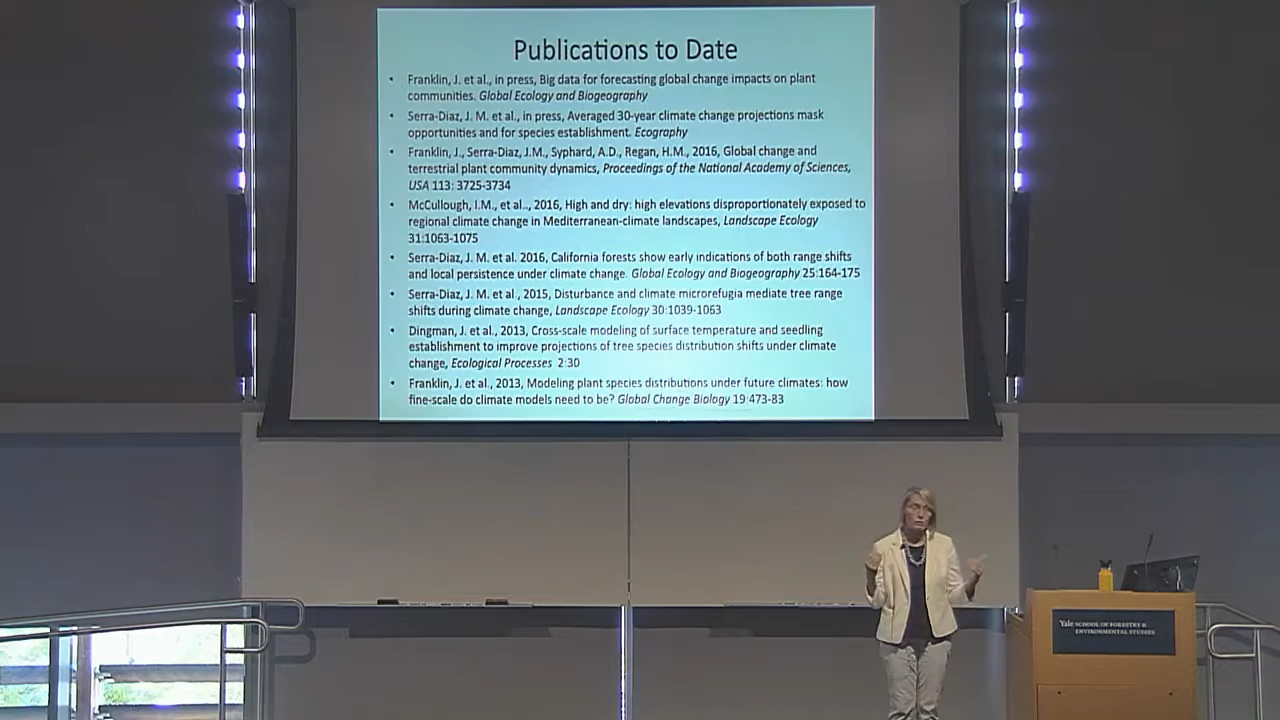 Publications to Date
• Franklin, J. et al., in press, Big data for forecasting global change impacts on plant
communities. Global Ecology and Biogeography
• Serra-Diaz, J. M. et al., in press, Averaged 30-year climate change projections mask
opportunities and for species establishment. Ecography
• Franklin, J., Serra-Diaz, J.M., Syphard, A.D., Regan, H.M., 2016, Global change and
terrestrial plant community dynamics, Proceedings of the National Academy of Sciences,
USA 113: 3725-3734
• McCullough, I.M., et al.., 2016, High and dry: high elevations disproportionately exposed to
regional climate change in Mediterranean-climate landscapes, Landscape Ecology
31:1063-1075
• Serra-Diaz, J. M. et al. 2016, California forests show early indications of both range shifts
and local persistence under climate change. Global Ecology and Biogeography 25:164-175
• Serra-Diaz, J. M. et al., 2015, Disturbance and climate microrefugia mediate tree range
shifts during climate change, Landscape Ecology 30:1039-1063
• Dingman, J. et al., 2013, Cross-scale modeling of surface temperature and seedling
establishment to improve projections of tree species distribution shifts under climate
change, Ecological Processes 2:30
• Franklin, J. et al., 2013, Modeling plant species distributions under future climates: how
fine-scale do climate models need to be? Global Change Biology 19:473-83
Yale SCHOOL OF FORESTRY &
ENVIRONMENTAL STUDIES